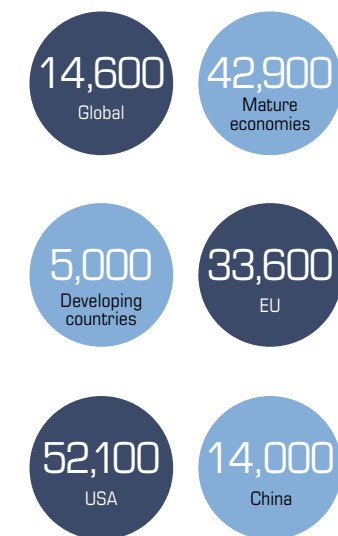 14,600
Global
42,900
Mature
economies
5,000
Developing
countries
33,600
EU
52,100
USA
14,000
China